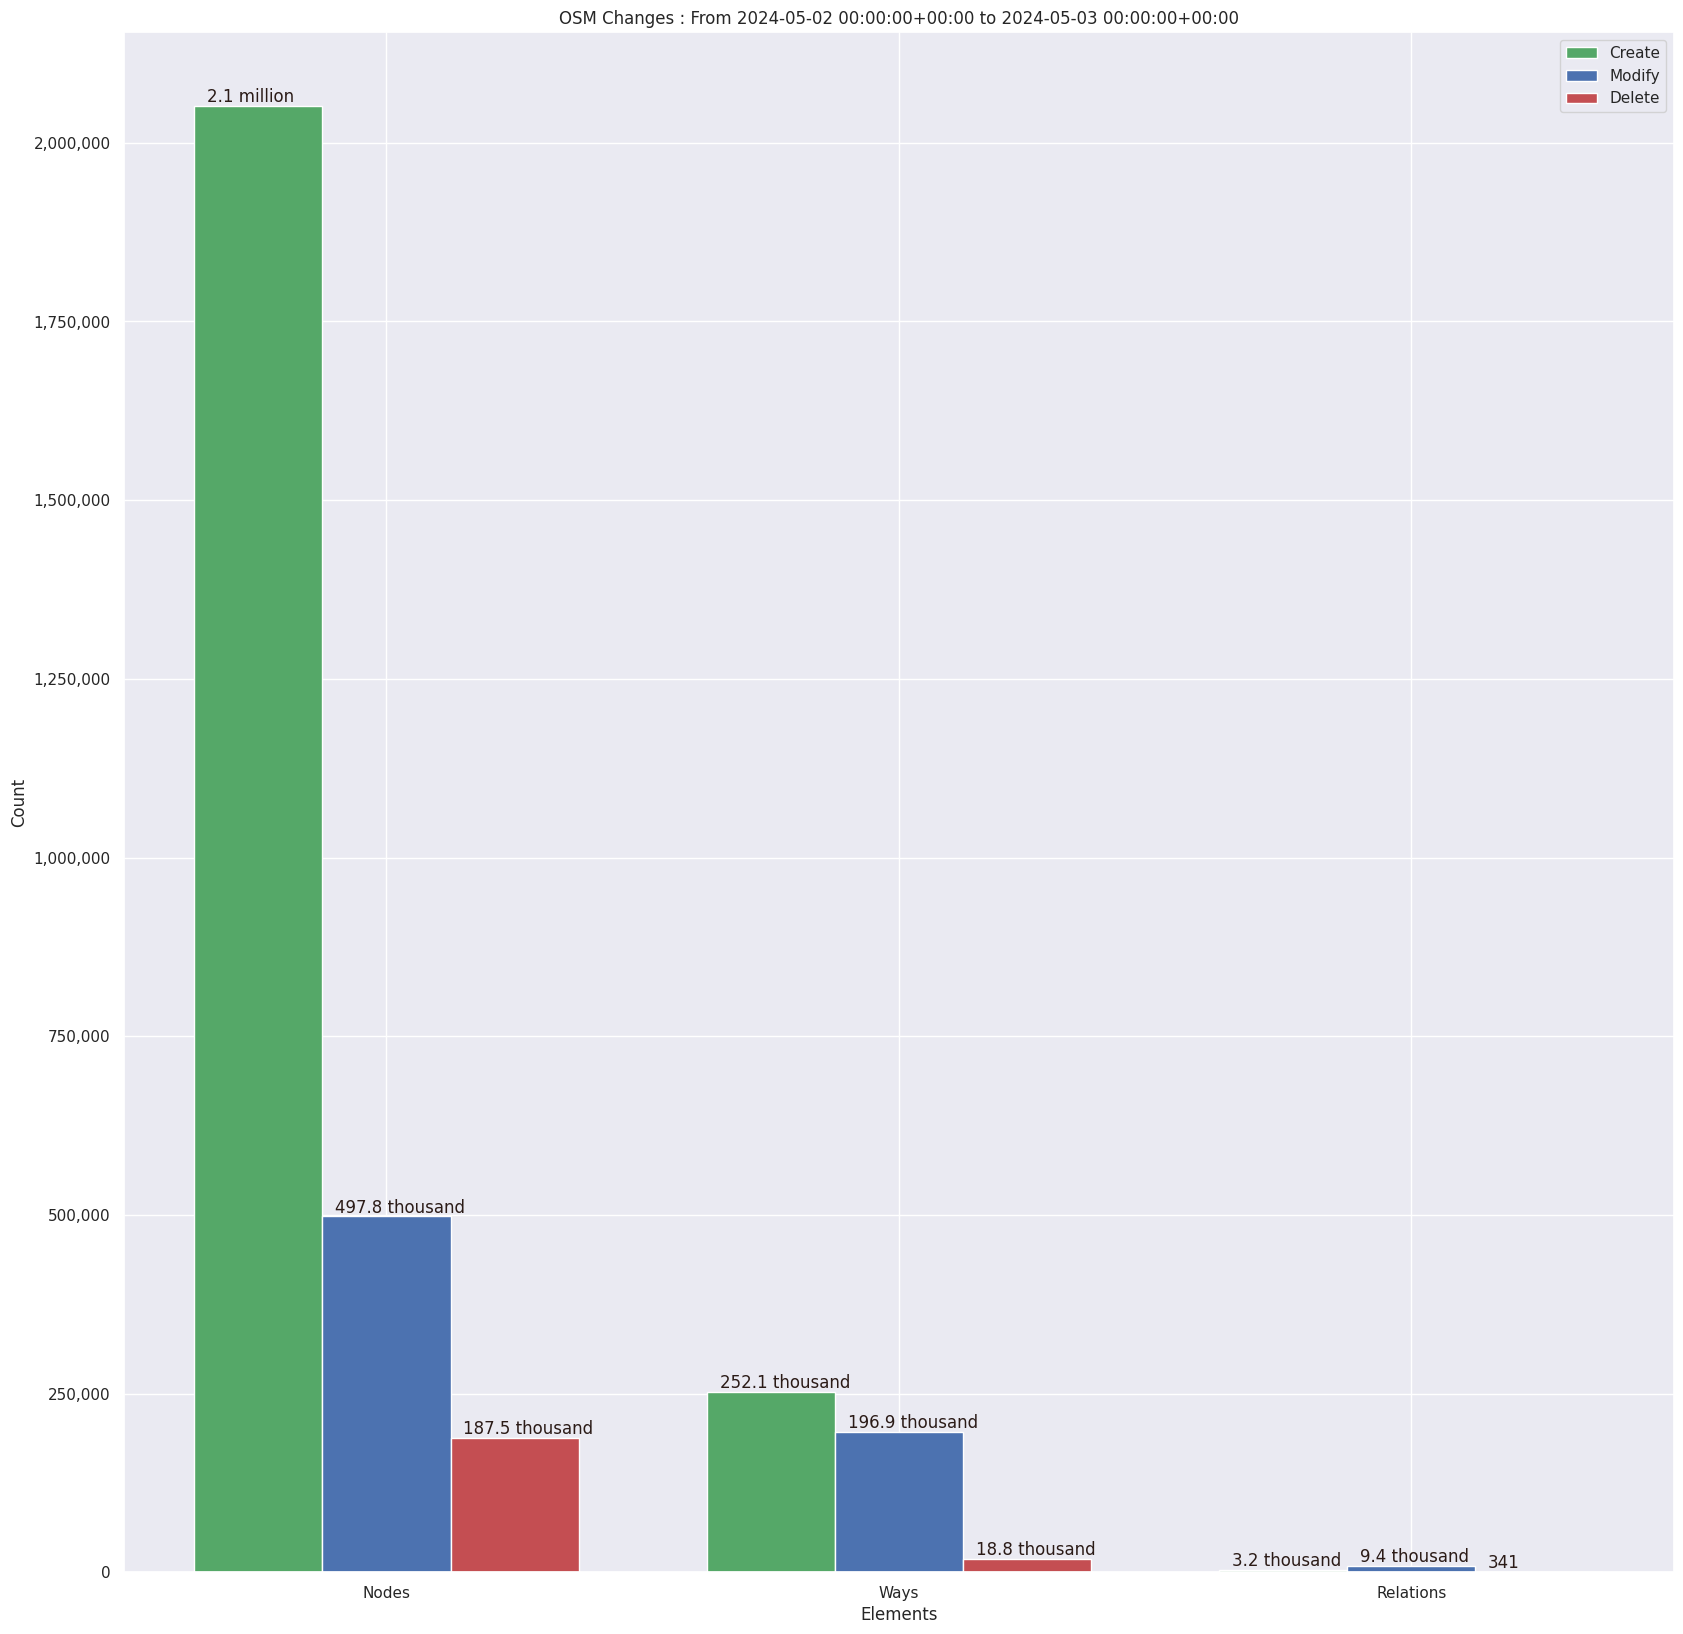 OSM Changes : From 2024-05-02 00:00:00+00:00 to 2024-05-03 00:00:00+00:00
Create
Modify
Delete
2.1 million
2,000,000
1,750,000
1,500,000
1,250,000
1,000,000
750,000
500,000
250,000
0
Count
497.8 thousand
187.5 thousand
252.1 thousand
196.9 thousand
18.8 thousand
3.2 thousand
9.4 thousand
341
Nodes
Ways
Relations
Elements